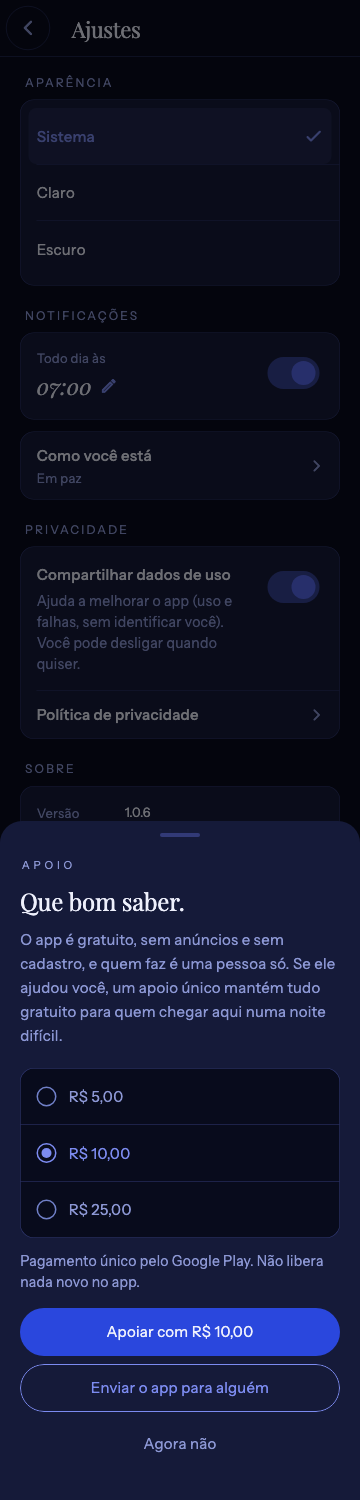 Ajustes
APARÊNCIA
Sistema
Claro
Escuro
NOTIFICAÇÕES
Todo dia às
07:00
Como você está
Em paz
PRIVACIDADE
Compartilhar dados de uso
Ajuda a melhorar o app (uso e
falhas, sem identificar você).
Você pode desligar quando
quiser.
Política de privacidade
SOBRE
Versão 1.0.6
APOIO
Que bom saber.
O app é gratuito, sem anúncios e sem
cadastro, e quem faz é uma pessoa só. Se ele
ajudou você, um apoio único mantém tudo
gratuito para quem chegar aqui numa noite
difícil.
R$ 5,00
R$ 10,00
R$ 25,00
Pagamento único pelo Google Play. Não libera
nada novo no app.
Apoiar com R$ 10,00
Enviar o app para alguém
Agora não